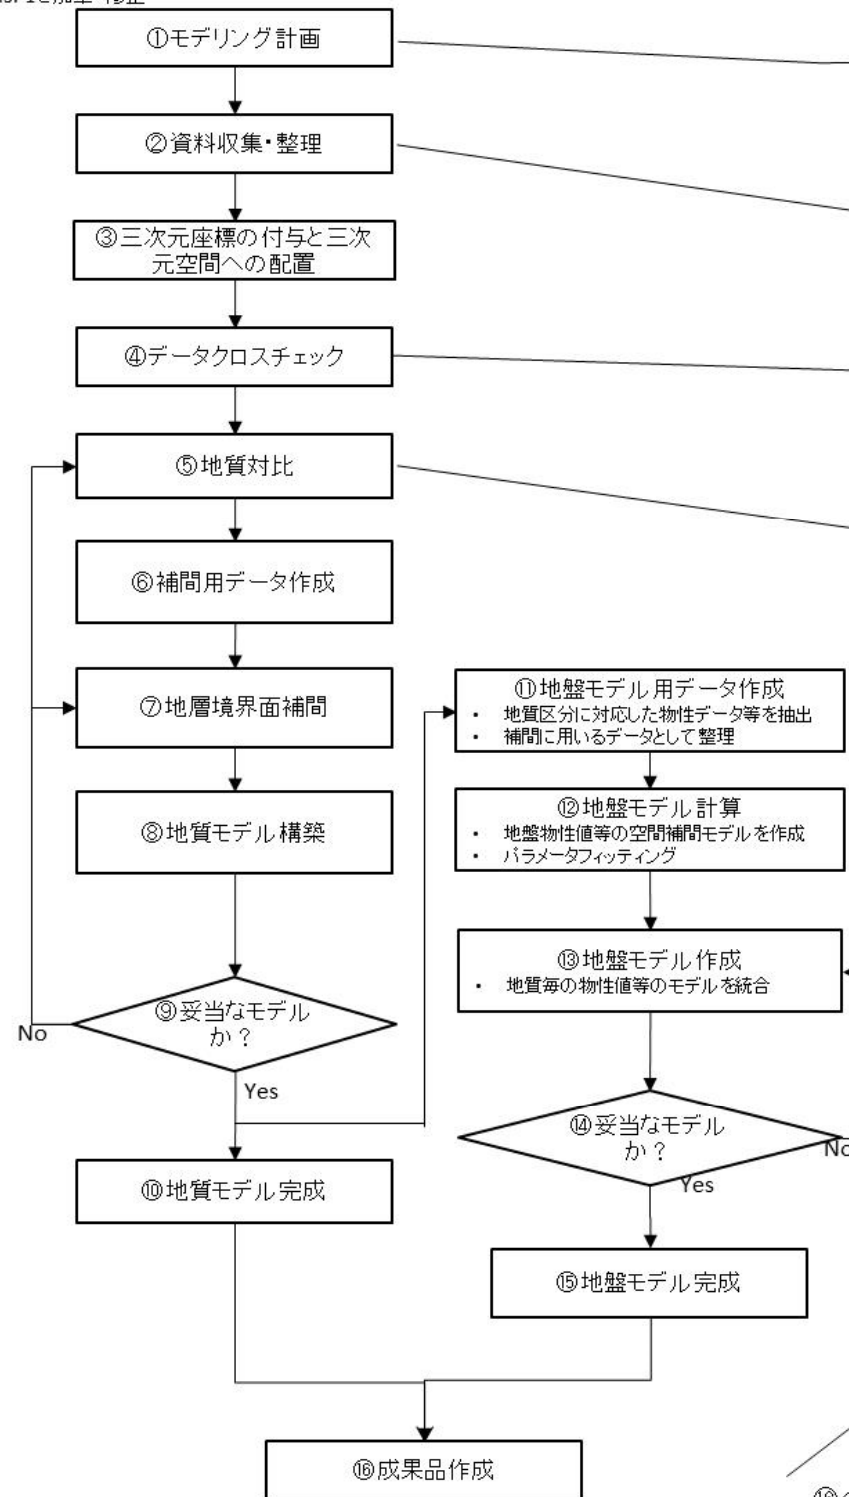 ①モデリング計画
②資料収集・整理
③三次元座標の付与と三次
元空間への配置
④データクロスチェック
⑤地質対比
⑥補間用データ作成
⑦地層境界面補間
⑧地質モデル構築
⑨妥当なモデル
か？
No
Yes
⑩地質モデル完成
⑪地盤モデル用データ作成
・ 地質区分に対応した物性データ等を抽出
・ 補間に用いるデータとして整理
⑫地盤モデル計算
・ 地盤物性値等の空間補間モデルを作成
・ パラメータフィッティング
⑬地盤モデル作成
・ 地質毎の物性値等のモデルを統合
⑭妥当なモデル
か？
No
Yes
⑮地盤モデル完成
⑯成果品作成